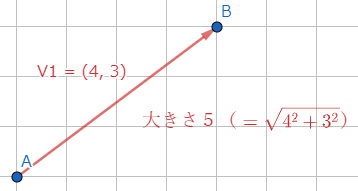 B
V1 = (4, 3)
大きさ５（ = √4² + 3²）
A